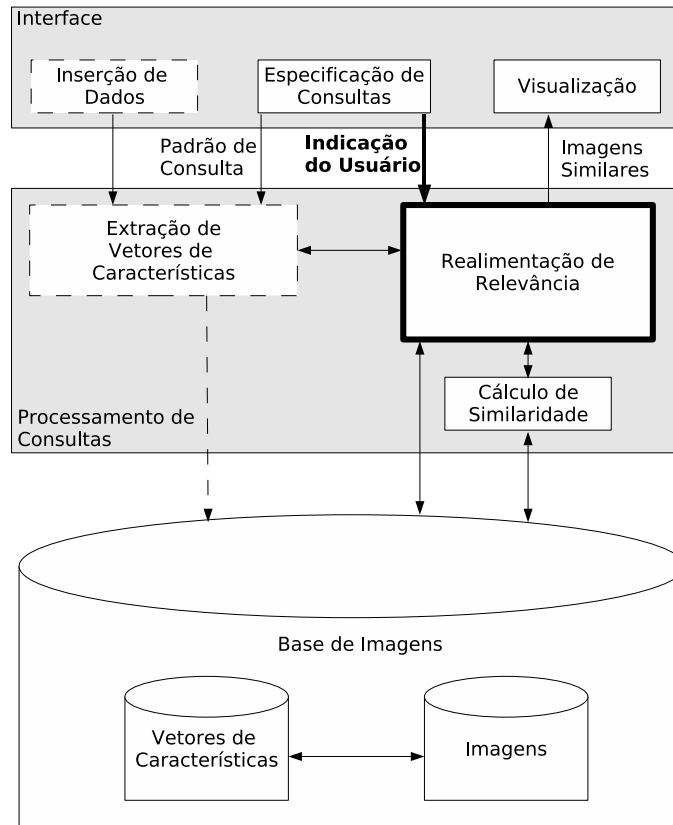 Interface
Inserção de
Dados
Especificação de
Consultas
Visualização
Padrão de
Consulta
Indicação
do Usuário
Imagens
Similares
Extração de
Vetores de
Características
Realimentação de
Relevância
Cálculo de
Similaridade
Processamento de
Consultas
Base de Imagens
Vetores de
Características
Imagens